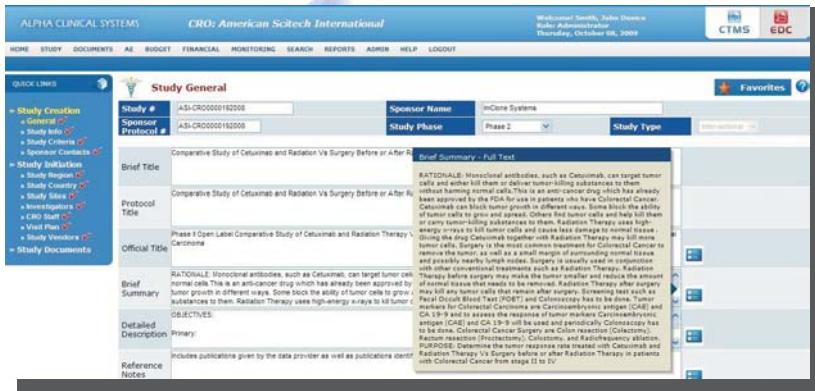 ALPHA CLINICAL SYSTEMS
CRO: American Scitech International
Welcome! Smith, John Dawson
Role: Administrator
Thursday, October 08, 2009
CTMS
EDC
HOME STUDY DOCUMENTS AE BUDGET FINANCIAL MONITORING SEARCH REPORTS ADMIN HELP LOGOUT
QUICK LINKS
Study General
Favorites
Study Creation
General
Study Info
Study Criteria
Sponsor Contacts
Study Initiation
Study Region
Study Country
Study Sites
Investigators
CRO Staff
Visit Plan
Study Vendors
Study Documents
Study #
ASI-CRO0000192008
Sponsor Name
ImClone Systems
Sponsor Protocol #
ASI-CRO0000192008
Study Phase
Phase 2
Study Type
Brief Title
Comparative Study of Cetuximab and Radiation Vs Surgery Before or After Ra
Protocol Title
Comparative Study of Cetuximab and Radiation Vs Surgery Before or After Ra
Official Title
Phase II Open Label Comparative Study of Cetuximab and Radiation Therapy V
Carcinoma
Brief Summary
RATIONALE: Monoclonal antibodies, such as Cetuximab, can target tumor cell
normal cells.This is an anti-cancer drug which has already been approved by
tumor growth in different ways. Some block the ability of tumor cells to grow
substances to them. Radiation Therapy uses high-energy x-rays to kill tumor c
Detailed Description
OBJECTIVES:
Primary:
Reference Notes
Includes publications given by the data provider as well as publications identif
Brief Summary - Full Text
RATIONALE: Monoclonal antibodies, such as Cetuximab, can target tumor
cells and either kill them or deliver tumor-killing substances to them
without harming normal cells.This is an anti-cancer drug which has already
been approved by the FDA for use in patients who have Colorectal Cancer.
Cetuximab can block tumor growth in different ways. Some block the ability
of tumor cells to grow and spread. Others find tumor cells and help kill them
or carry tumor-killing substances to them. Radiation Therapy uses high-
energy x-rays to kill tumor cells and cause less damage to normal tissue .
Giving the drug Cetuximab together with Radiation Therapy may kill more
tumor cells. Surgery is the most common treatment for Colorectal Cancer to
remove the tumor, as well as a small margin of surrounding normal tissue
and possibly nearby lymph nodes. Surgery is usually used in conjunction
with other conventional treatments such as Radiation Therapy. Radiation
Therapy before surgery may make the tumor smaller and reduce the amount
of normal tissue that needs to be removed. Radiation Therapy after surgery
may kill any tumor cells that remain after surgery. Screening test such as
Fecal Occult Blood Test (FOBT) and Colonoscopy has to be done. Tumor
markers for Colorectal Carcinoma are Carcinoembryonic antigen (CAE) and
CA 19-9 and to assess the response of tumor markers Carcinoembryonic
antigen (CAE) and CA 19-9 will be used and periodically Colonoscopy has
to be done. Colorectal Cancer Surgery are Colon resection (Colectomy),
Rectum resection (Proctectomy), Colostomy, and Radiofrequency ablation.
PURPOSE: Determine the tumor response rate treated with Cetuximab and
Radiation Therapy Vs Surgery before or after Radiation Therapy in patients
with Colorectal Cancer from stage II to IV